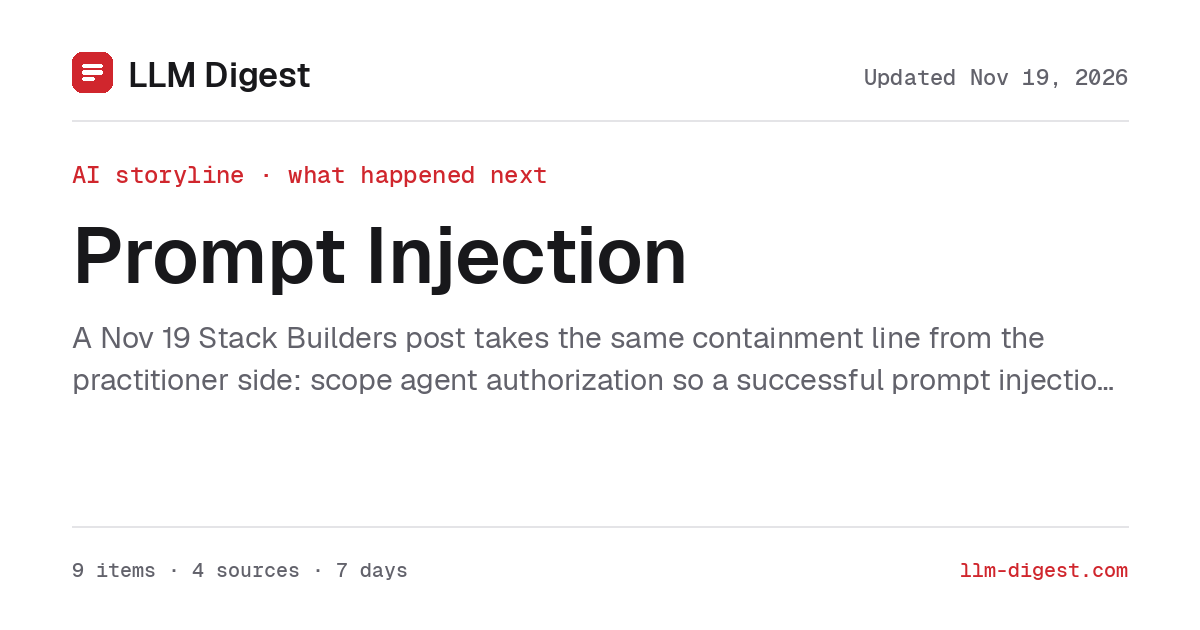 LLM Digest
Updated Nov 19, 2026
AI storyline · what happened next
Prompt Injection
A Nov 19 Stack Builders post takes the same containment line from the
practitioner side: scope agent authorization so a successful prompt injectio…
9 items · 4 sources · 7 days
llm-digest.com